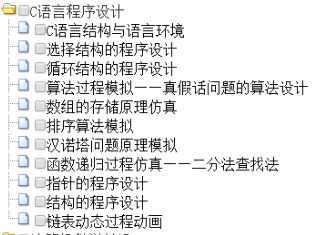 C语言程序设计
C语言结构与语言环境
选择结构的程序设计
循环结构的程序设计
算法过程模拟——真假话问题的算法设计
数组的存储原理仿真
排序算法模拟
汉诺塔问题原理模拟
函数递归过程仿真——二分法查找法
指针的程序设计
结构的程序设计
链表动态过程动画